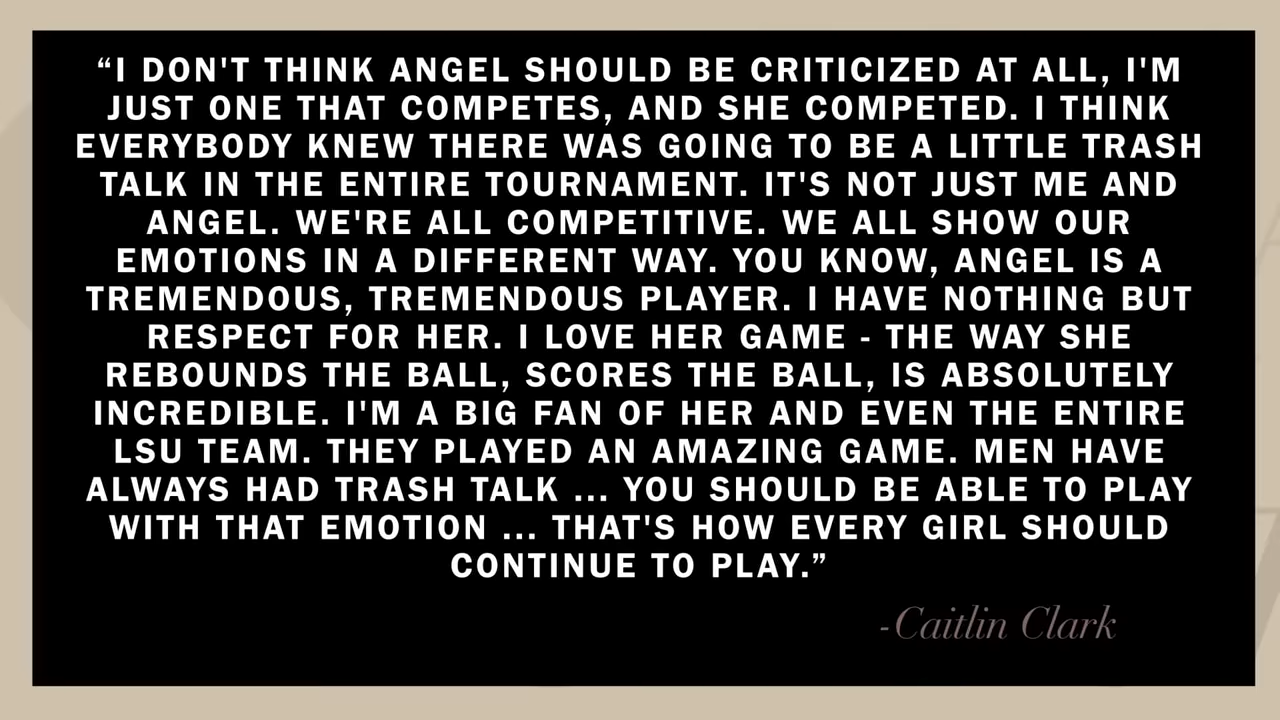 “I DON'T THINK ANGEL SHOULD BE CRITICIZED AT ALL, I'M
JUST ONE THAT COMPETES, AND SHE COMPETED. I THINK
EVERYBODY KNEW THERE WAS GOING TO BE A LITTLE TRASH
TALK IN THE ENTIRE TOURNAMENT. IT'S NOT JUST ME AND
ANGEL. WE'RE ALL COMPETITIVE. WE ALL SHOW OUR
EMOTIONS IN A DIFFERENT WAY. YOU KNOW, ANGEL IS A
TREMENDOUS, TREMENDOUS PLAYER. I HAVE NOTHING BUT
RESPECT FOR HER. I LOVE HER GAME - THE WAY SHE
REBOUNDS THE BALL, SCORES THE BALL, IS ABSOLUTELY
INCREDIBLE. I'M A BIG FAN OF HER AND EVEN THE ENTIRE
LSU TEAM. THEY PLAYED AN AMAZING GAME. MEN HAVE
ALWAYS HAD TRASH TALK ... YOU SHOULD BE ABLE TO PLAY
WITH THAT EMOTION ... THAT'S HOW EVERY GIRL SHOULD
CONTINUE TO PLAY.”
-Caitlin Clark